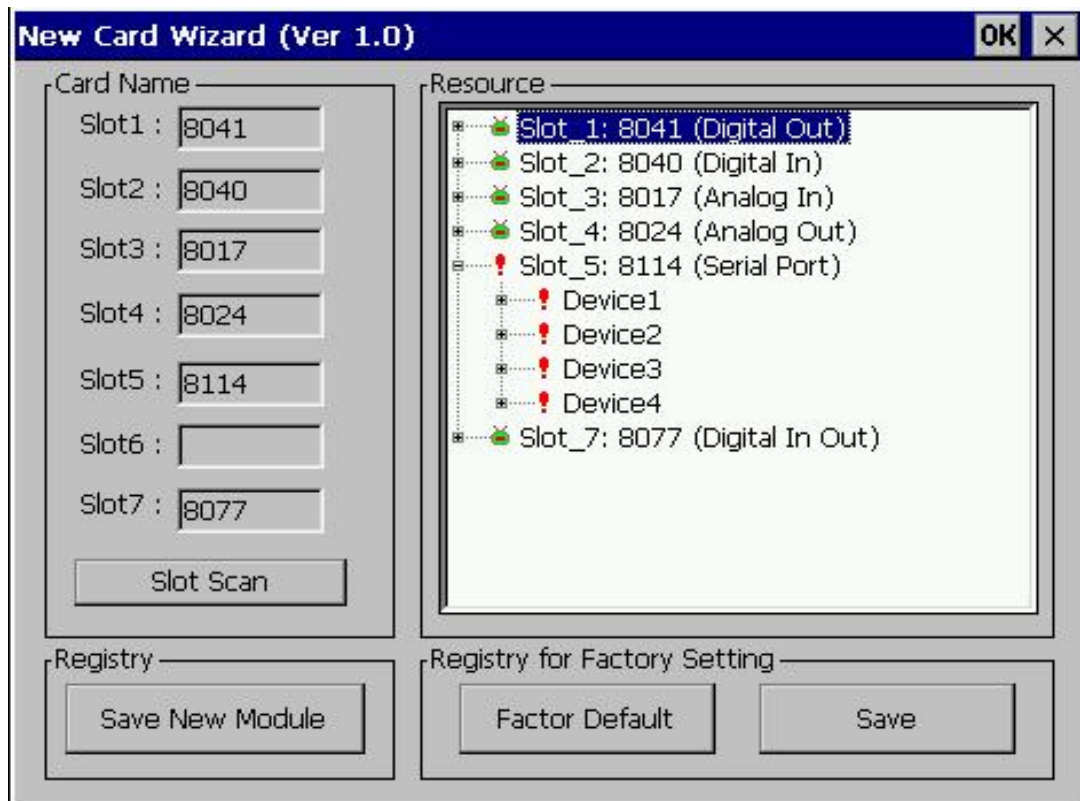 New Card Wizard (Ver 1.0)
OK ×
Card Name
Slot1 : 8041
Slot2 : 8040
Slot3 : 8017
Slot4 : 8024
Slot5 : 8114
Slot6 :
Slot7 : 8077
Slot Scan
Resource
Slot_1: 8041 (Digital Out)
Slot_2: 8040 (Digital In)
Slot_3: 8017 (Analog In)
Slot_4: 8024 (Analog Out)
Slot_5: 8114 (Serial Port)
Device1
Device2
Device3
Device4
Slot_7: 8077 (Digital In Out)
Registry
Save New Module
Registry for Factory Setting
Factor Default
Save